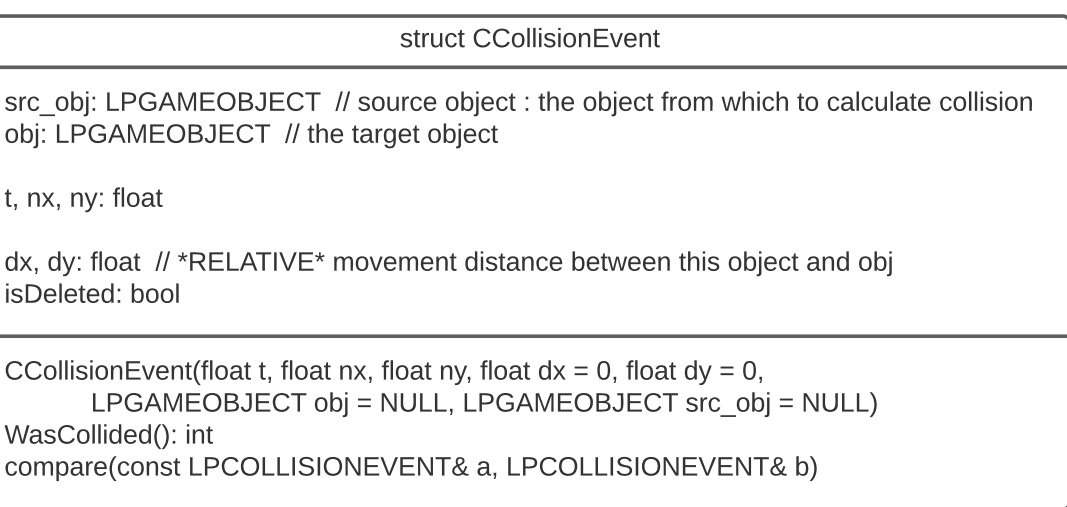 struct CCollisionEvent
src_obj: LPGAMEOBJECT  // source object : the object from which to calculate collision
obj: LPGAMEOBJECT  // the target object
t, nx, ny: float
dx, dy: float  // *RELATIVE* movement distance between this object and obj
isDeleted: bool
CCollisionEvent(float t, float nx, float ny, float dx = 0, float dy = 0,
LPGAMEOBJECT obj = NULL, LPGAMEOBJECT src_obj = NULL)
WasCollided(): int
compare(const LPCOLLISIONEVENT& a, LPCOLLISIONEVENT& b)